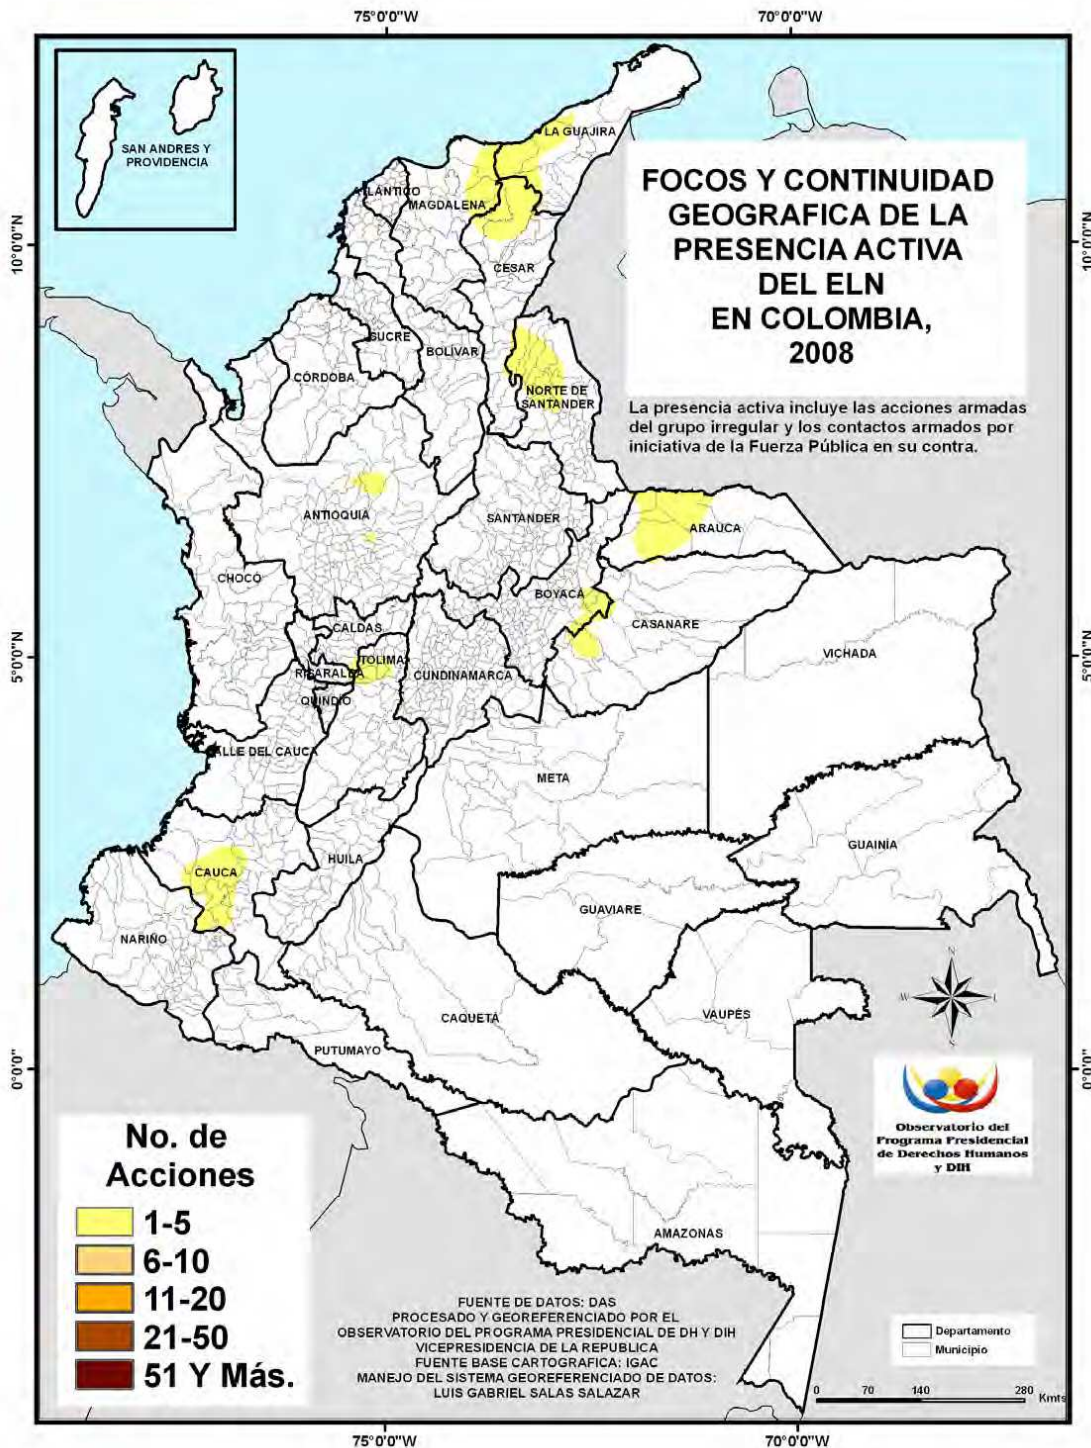 75°0'0"W
70°0'0"W
SAN ANDRES Y
PROVIDENCIA
FOCOS Y CONTINUIDAD
GEOGRAFICA DE LA
PRESENCIA ACTIVA
DEL ELN
EN COLOMBIA,
2008
La presencia activa incluye las acciones armadas
del grupo irregular y los contactos armados por
iniciativa de la Fuerza Pública en su contra.
10°0'0"N
10°0'0"N
LA GUAJIRA
ATLÁNTICO
MAGDALENA
CESAR
SUCRE
BOLÍVAR
CÓRDOBA
NORTE DE
SANTANDER
ANTIOQUIA
SANTANDER
ARAUCA
CHOCÓ
BOYACÁ
CALDAS
CASANARE
5°0'0"N
5°0'0"N
TOLIMA
VICHADA
RISARALDA
CUNDINAMARCA
QUINDÍO
VALLE DEL CAUCA
META
GUAINÍA
CAUCA
HUILA
GUAVIARE
NARIÑO
VAUPÉS
CAQUETÁ
PUTUMAYO
0°0'0"
0°0'0"
N
W
E
S
Observatorio del
Programa Presidencial
de Derechos Humanos
y DIH
AMAZONAS
No. de
Acciones
1-5
6-10
11-20
21-50
51 Y Más.
FUENTE DE DATOS: DAS
PROCESADO Y GEOREFERENCIADO POR EL
OBSERVATORIO DEL PROGRAMA PRESIDENCIAL DE DH Y DIH
VICEPRESIDENCIA DE LA REPUBLICA
FUENTE BASE CARTOGRAFICA: IGAC
MANEJO DEL SISTEMA GEOREFERENCIADO DE DATOS:
LUIS GABRIEL SALAS SALAZAR
Departamento
Municipio
0 70 140 280 Kmts
75°0'0"W
70°0'0"W